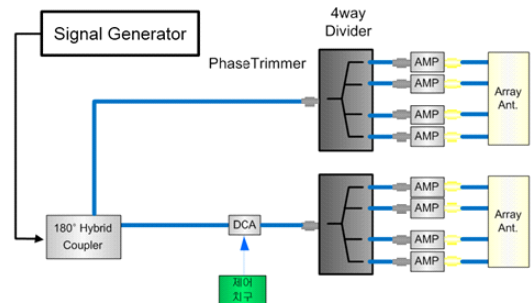 Signal Generator
4way
Divider
PhaseTrimmer
AMP
AMP
AMP
AMP
Array
Ant.
180° Hybrid
Coupler
DCA
AMP
AMP
AMP
AMP
Array
Ant.
제어
치구